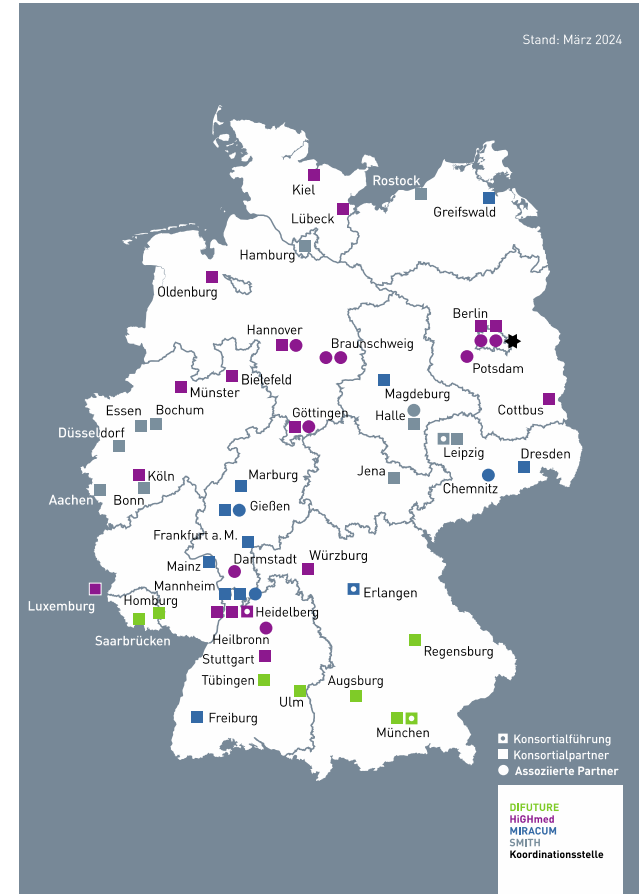 Stand: März 2024
Kiel
Rostock
Greifswald
Lübeck
Hamburg
Oldenburg
Berlin
Hannover
Braunschweig
Potsdam
Bielefeld
Münster
Magdeburg
Cottbus
Essen
Bochum
Göttingen
Halle
Düsseldorf
Leipzig
Dresden
Köln
Marburg
Jena
Chemnitz
Aachen
Bonn
Gießen
Frankfurt a. M.
Mainz
Darmstadt
Würzburg
Mannheim
Erlangen
Luxemburg
Homburg
Heidelberg
Saarbrücken
Heilbronn
Regensburg
Stuttgart
Tübingen
Augsburg
Ulm
Freiburg
München
Konsortialführung
Konsortialpartner
Assoziierte Partner
DIFUTURE
HiGHmed
MIRACUM
SMITH
Koordinationsstelle